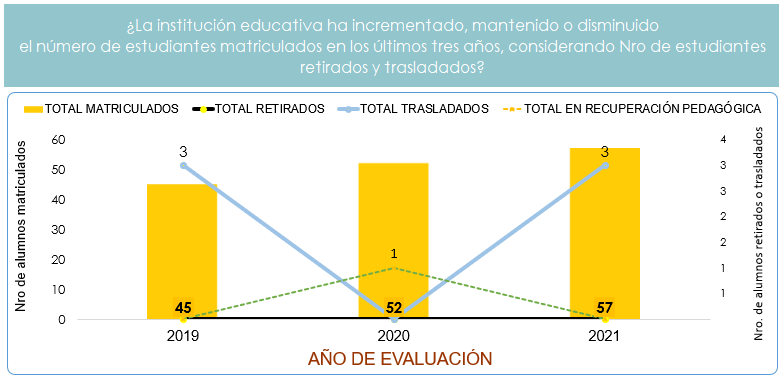 ¿La institución educativa ha incrementado, mantenido o disminuido
el número de estudiantes matriculados en los últimos tres años, considerando Nro de estudiantes
retirados y trasladados?
TOTAL MATRICULADOS TOTAL RETIRADOS TOTAL TRASLADADOS TOTAL EN RECUPERACIÓN PEDAGÓGICA
Nro de alumnos matriculados
60
50
40
30
20
10
0
3
3
1
45
52
57
4
3
3
2
2
1
1
Nro. de alumnos retirados o trasladados
2019 2020 2021
AÑO DE EVALUACIÓN